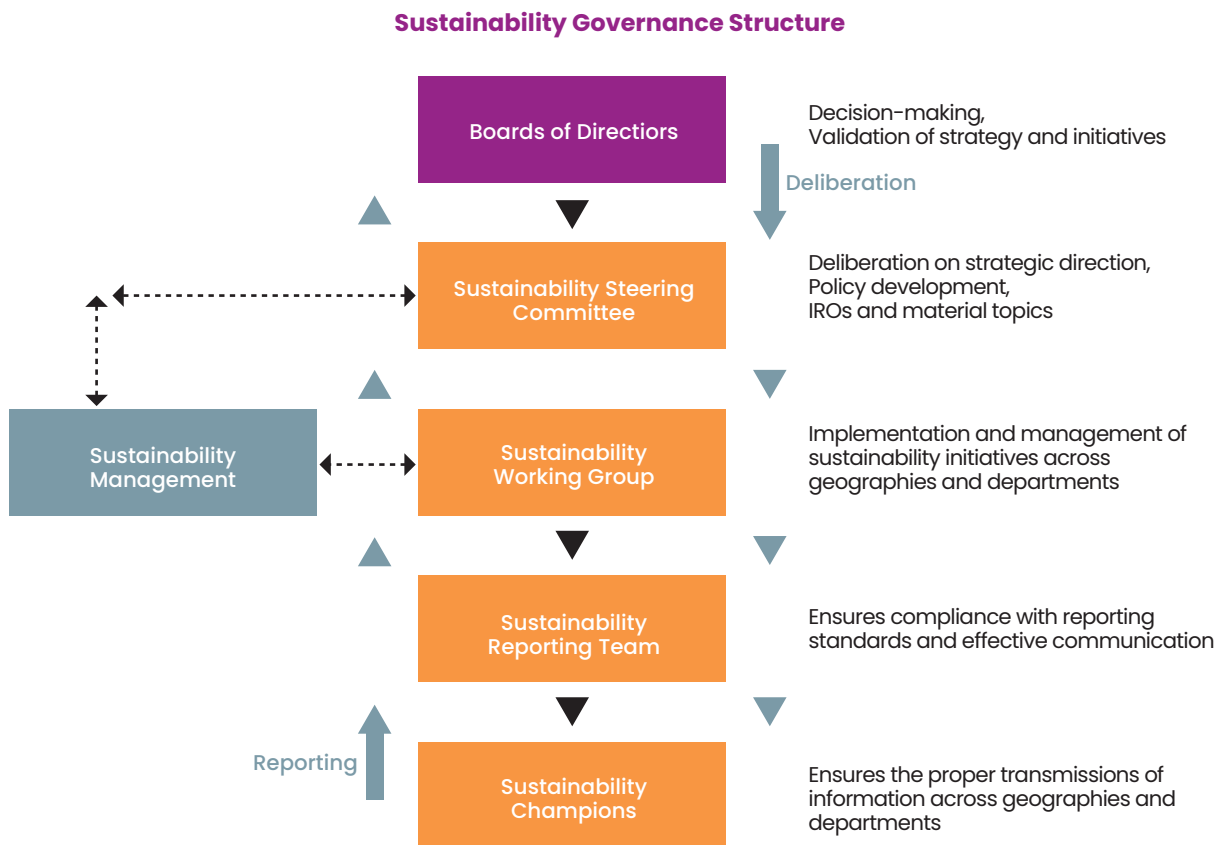 Sustainability Governance Structure
Boards of Directiors
Decision-making,
Validation of strategy and initiatives
Deliberation
Sustainability Steering
Committee
Deliberation on strategic direction,
Policy development,
IROs and material topics
Sustainability
Management
Sustainability
Working Group
Implementation and management of
sustainability initiatives across
geographies and departments
Sustainability
Reporting Team
Ensures compliance with reporting
standards and effective communication
Reporting
Sustainability
Champions
Ensures the proper transmissions of
information across geographies and
departments